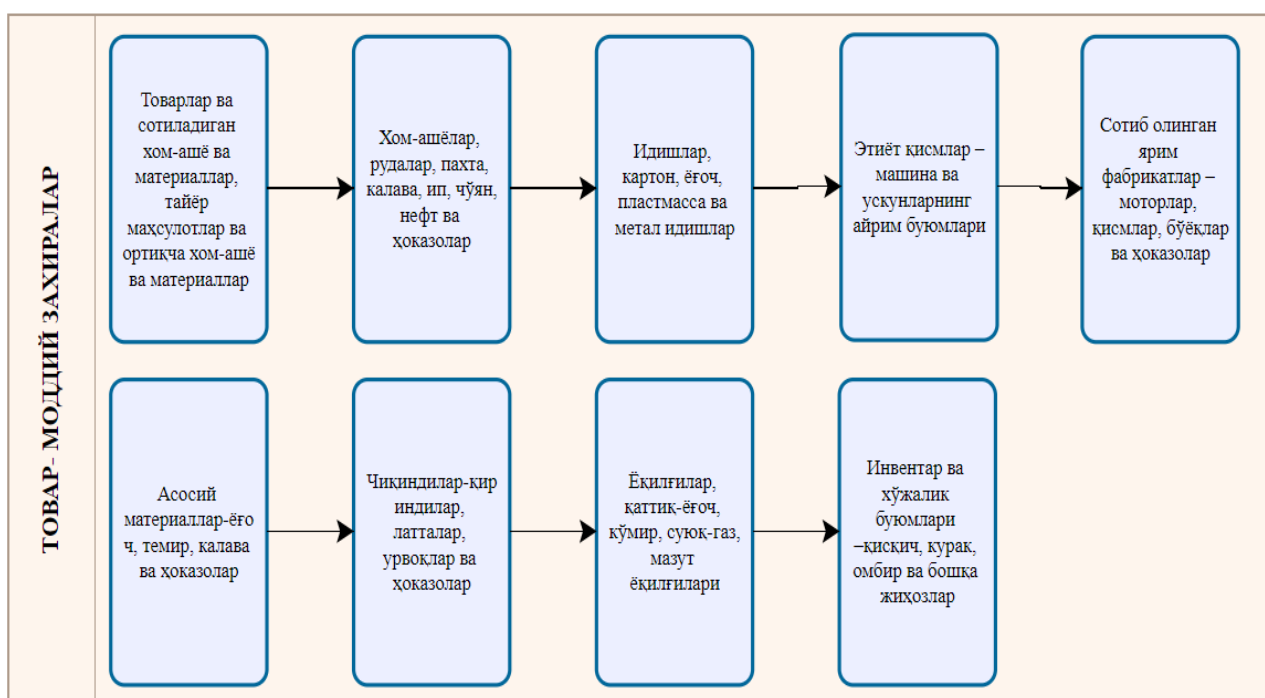 ТОВАР- МОДДИЙ ЗАХИРАЛАР
Товарлар ва
сотиладиган
хом-ашё ва
материаллар,
тайёр
маҳсулотлар ва
ортиқча хом-ашё
ва материаллар
Хом-ашёлар,
рудалар, пахта,
калава, ип, чўян,
нефт ва
ҳоказолар
Идишлар,
картон, ёғоч,
пластмасса ва
метал идишлар
Этиёт қисмлар –
машина ва
ускунларнинг
айрим буюмлари
Сотиб олинган
ярим
фабрикатлар –
моторлар,
қисмлар, бўёқлар
ва ҳоказолар
Асосий
материаллар-ёғо
ч, темир, калава
ва ҳоказолар
Чиқиндилар-қир
индилар,
латталар,
урвоқлар ва
ҳоказолар
Ёқилғилар,
қаттиқ-ёғоч,
кўмир, суюқ-газ,
мазут
ёқилғилари
Инвентар ва
хўжалик
буюмлари
–қисқич, курак,
омбир ва бошқа
жиҳозлар